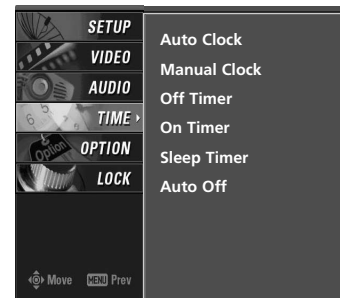 SETUP
VIDEO
AUDIO
TIME
OPTION
LOCK
Move MENU Prev
Auto Clock
Manual Clock
Off Timer
On Timer
Sleep Timer
Auto Off